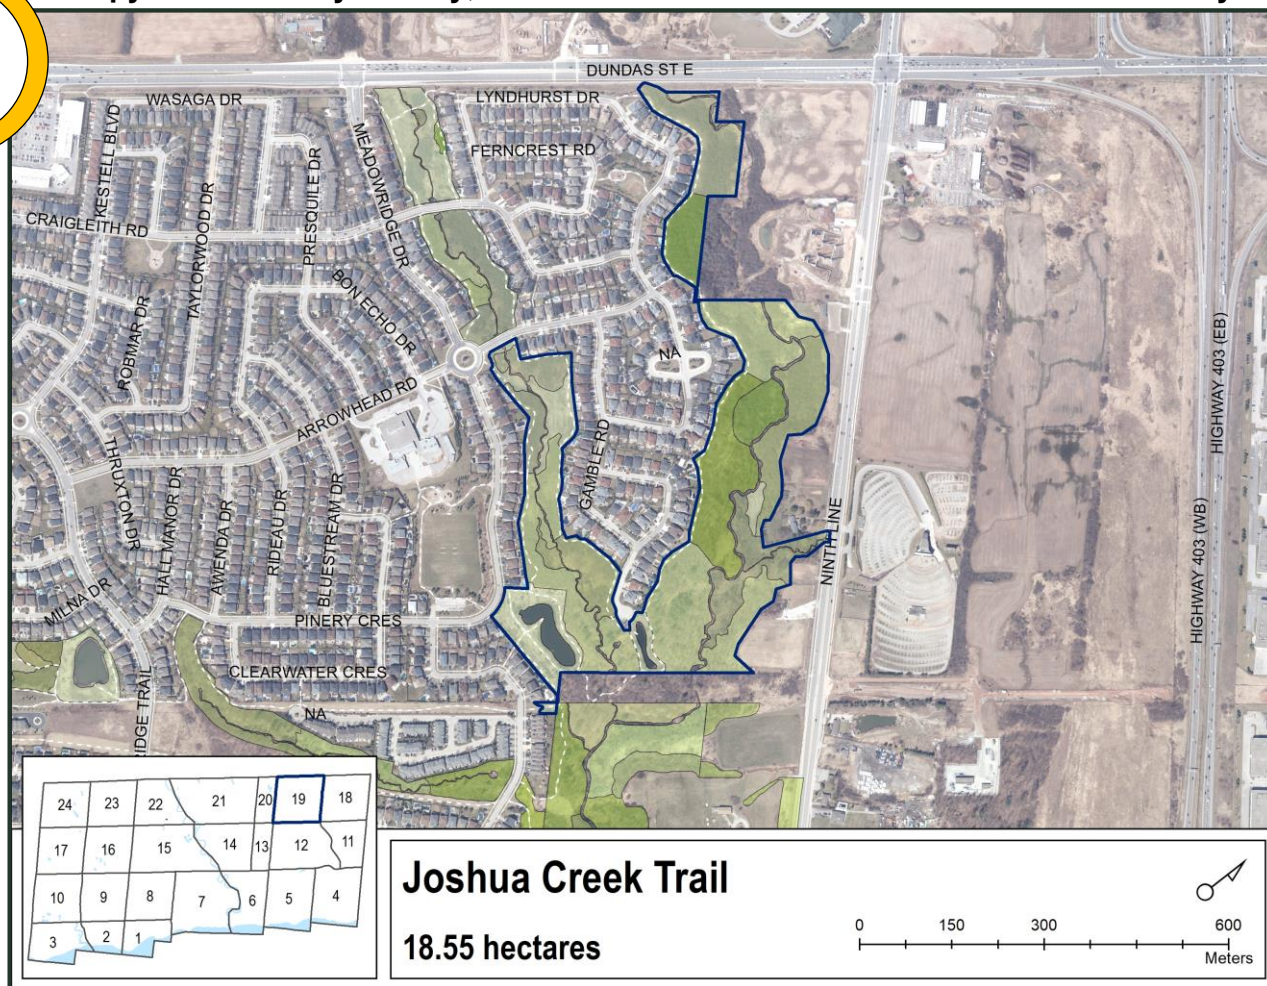 DUNDAS ST E
WASAGA DR
LYNDHURST DR
KESTELL BLVD
MEADOWRIDGE DR
FERNCREST RD
PRESQUILE DR
TAYLORWOOD DR
CRAIGLEITH RD
BON ECHO DR
ROBMAR DR
NA
ARROWHEAD RD
HIGHWAY 403 (EB)
THRUXTON DR
HALLMANOR DR
AWENDA DR
RIDEAU DR
BLUESTREAM DR
GAMBLE RD
NINTH LINE
HIGHWAY 403 (WB)
MILNA DR
PINERY CRES
CLEARWATER CRES
NA
RIDGE TRAIL
24 23 22 21 20 19 18
17 16 15 14 13 12 11
10 9 8 7 6 5 4
3 2 1
Joshua Creek Trail
18.55 hectares
0 150 300 600
Meters